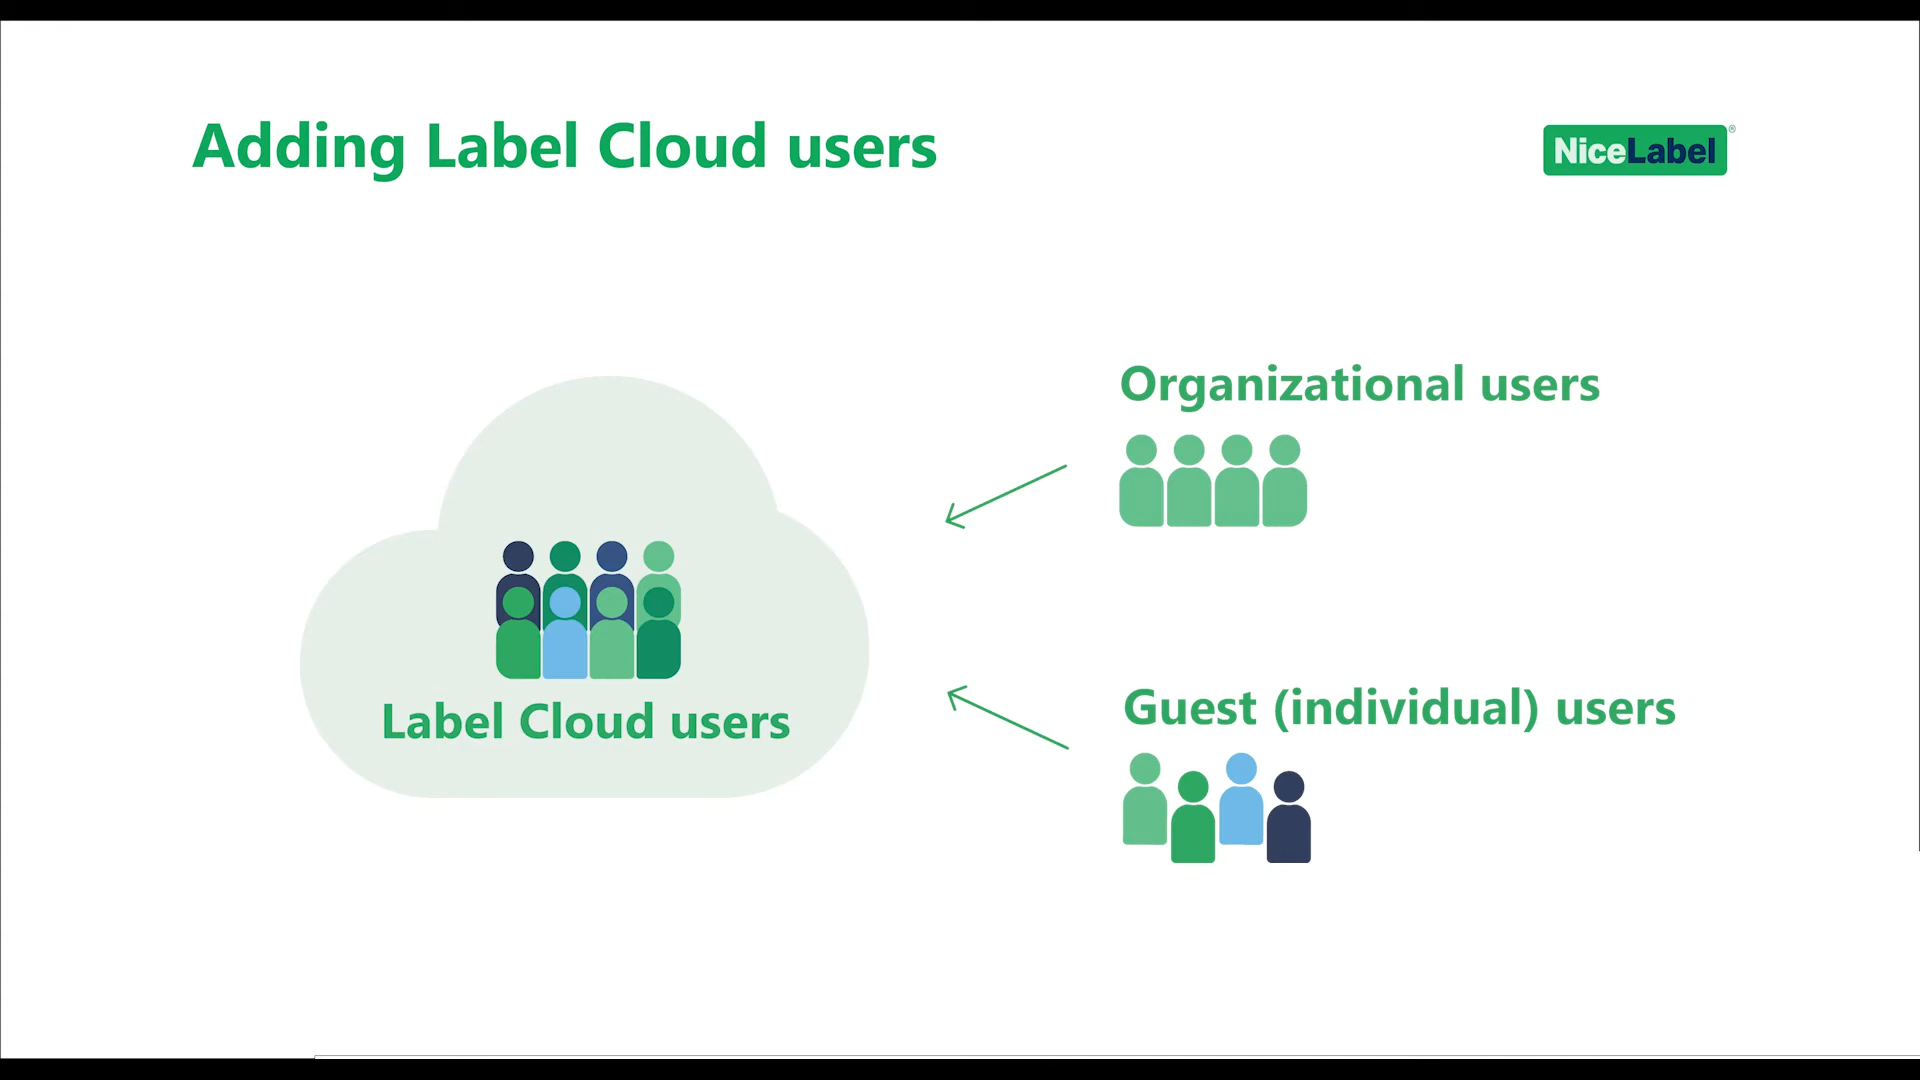 Adding Label Cloud users
NiceLabel®
Organizational users
Label Cloud users
Guest (individual) users